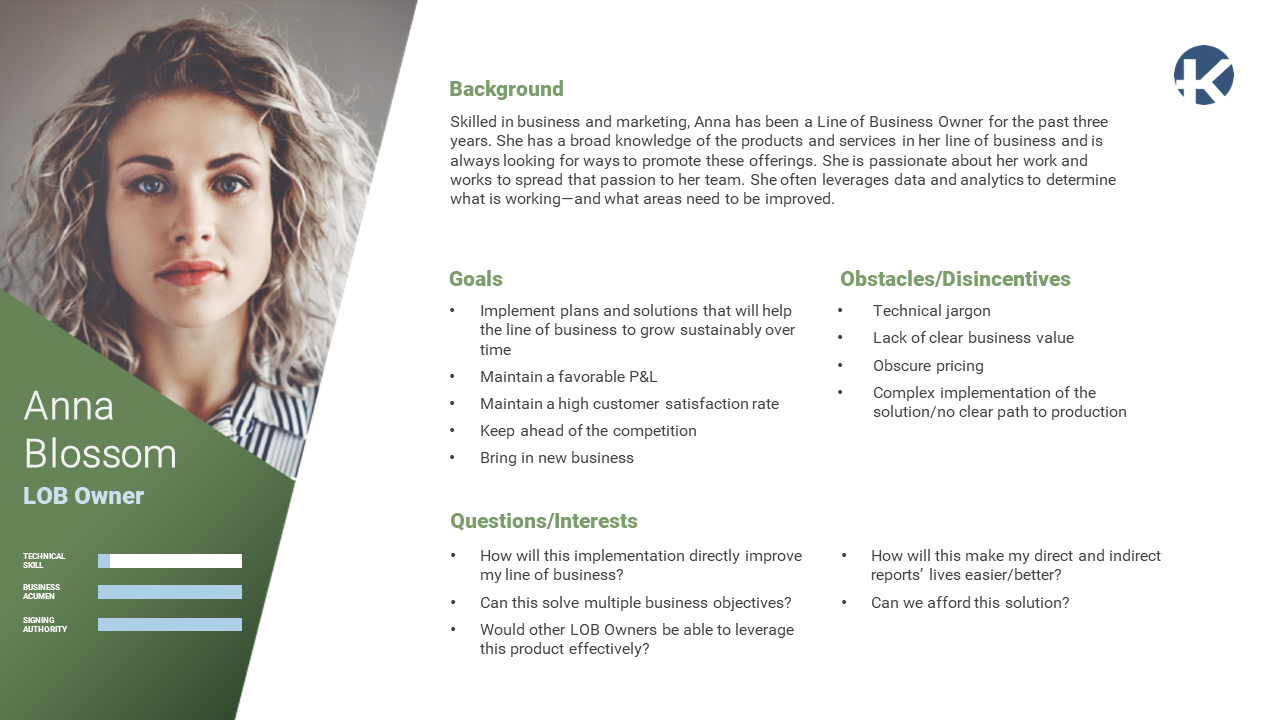 Background
Skilled in business and marketing, Anna has been a Line of Business Owner for the past three
years. She has a broad knowledge of the products and services in her line of business and is
always looking for ways to promote these offerings. She is passionate about her work and
works to spread that passion to her team. She often leverages data and analytics to determine
what is working—and what areas need to be improved.
Goals
• Implement plans and solutions that will help
the line of business to grow sustainably over
time
• Maintain a favorable P&L
• Maintain a high customer satisfaction rate
• Keep ahead of the competition
• Bring in new business
Obstacles/Disincentives
• Technical jargon
• Lack of clear business value
• Obscure pricing
• Complex implementation of the
solution/no clear path to production
Anna
Blossom
LOB Owner
TECHNICAL
SKILL
BUSINESS
ACUMEN
SIGNING
AUTHORITY
Questions/Interests
• How will this implementation directly improve
my line of business?
• Can this solve multiple business objectives?
• Would other LOB Owners be able to leverage
this product effectively?
• How will this make my direct and indirect
reports’ lives easier/better?
• Can we afford this solution?
K